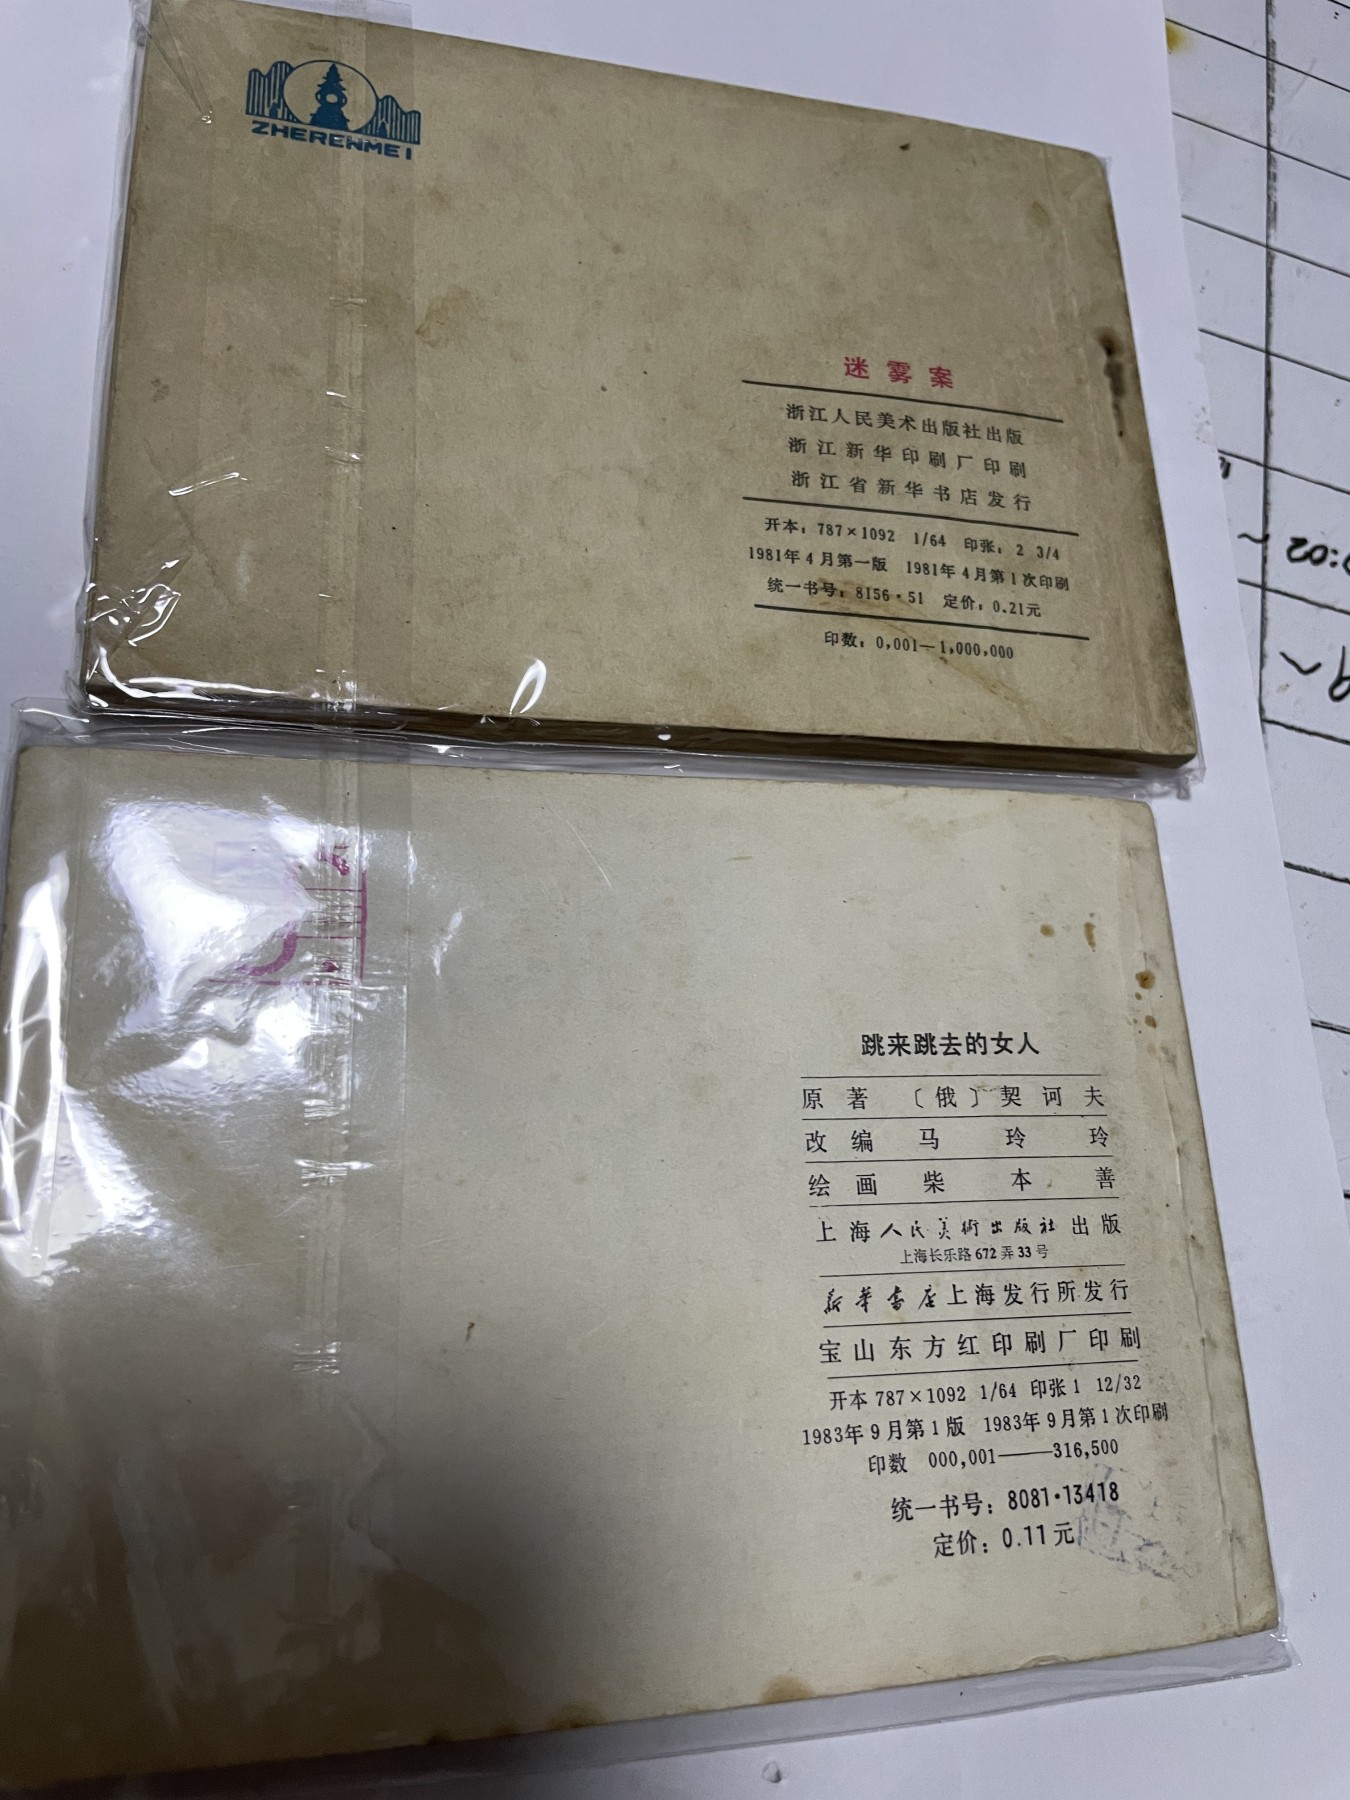 ZHERENMEI
迷雾案
浙江人民美术出版社出版
浙江新华印刷厂印刷
浙江省新华书店发行
开本：787×1092 1/64 印张：2 3/4
1981年4月第一版 1981年4月第1次印刷
统一书号：8156·51 定价：0.21元
印数：0,001—1,000,000
跳来跳去的女人
原著 〔俄〕契诃夫
改编 马玲玲
绘画 柴本善
上海人民美術出版社出版
上海长乐路672弄33号
新華書店上海发行所发行
宝山东方红印刷厂印刷
开本 787×1092 1/64 印张 1 12/32
1983年9月第1版 1983年9月第1次印刷
印数 000,001——316,500
统一书号：8081·13418
定价：0.11元